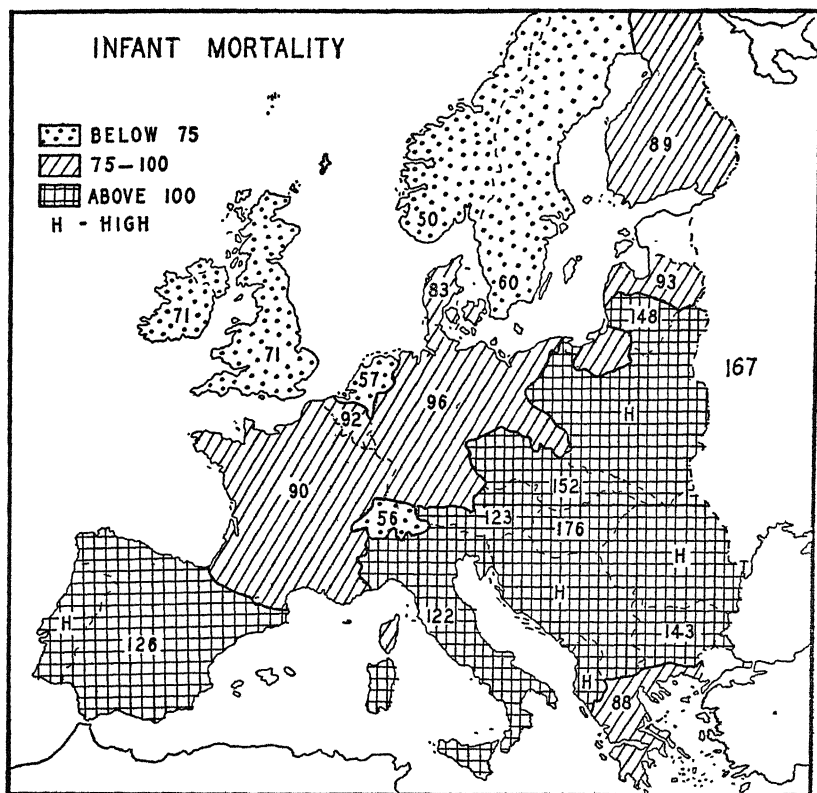 INFANT MORTALITY
BELOW 75
75—100
ABOVE 100
H - HIGH
89
50
60
93
83
148
71
71
57
167
96
92
H
90
152
56
123
176
H
H
H
122
143
126
H
88